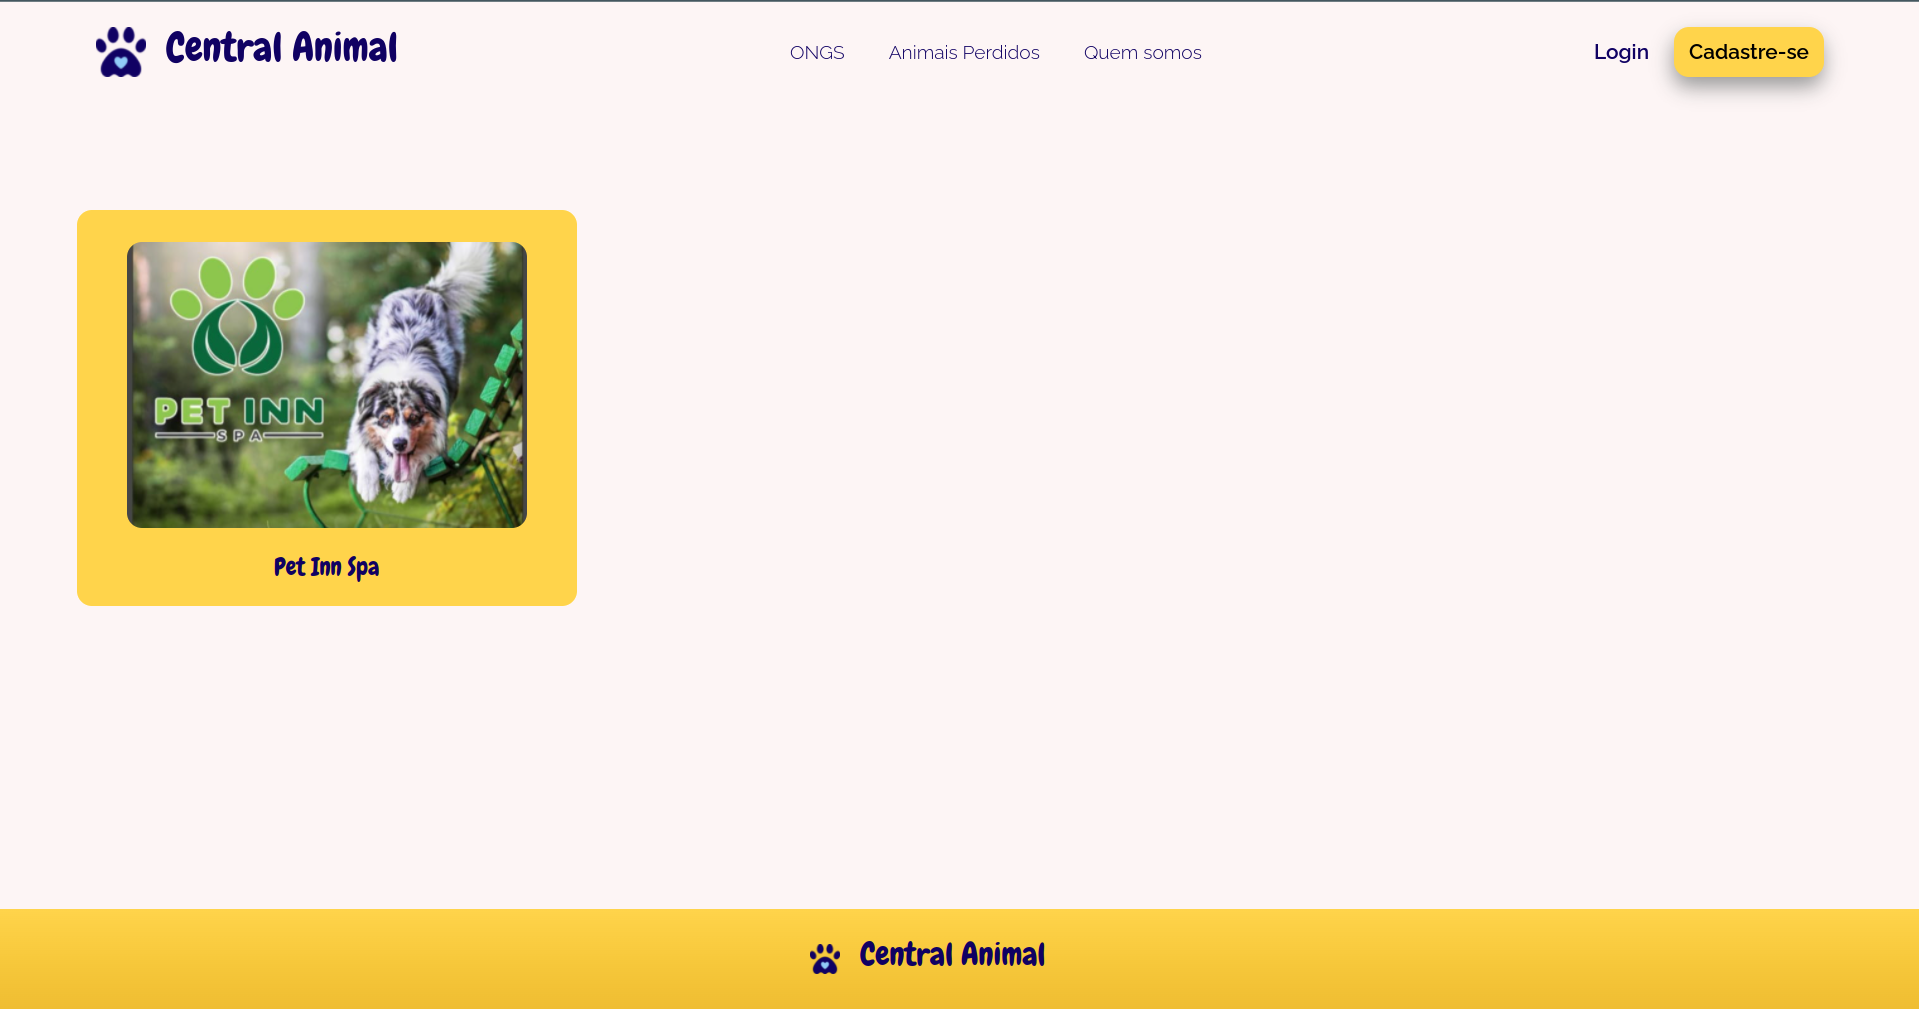 Central Animal
ONGS
Animais Perdidos
Quem somos
Login
Cadastre-se
PET INN
SPA
Pet Inn Spa
Central Animal